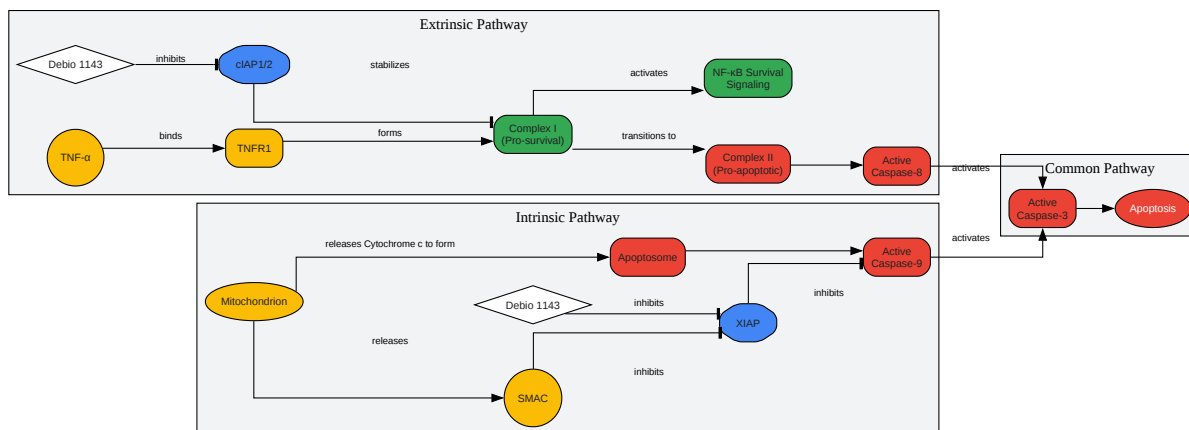 Extrinsic Pathway
Debio 1143
inhibits
cIAP1/2
stabilizes
activates
NF-κB Survival
Signaling
TNF-α
binds
TNFR1
forms
Complex I
(Pro-survival)
transitions to
Complex II
(Pro-apoptotic)
Active
Caspase-8
activates
Common Pathway
Active
Caspase-3
Apoptosis
Intrinsic Pathway
Mitochondrion
releases Cytochrome c to form
Apoptosome
Active
Caspase-9
activates
Debio 1143
inhibits
XIAP
inhibits
releases
SMAC
inhibits